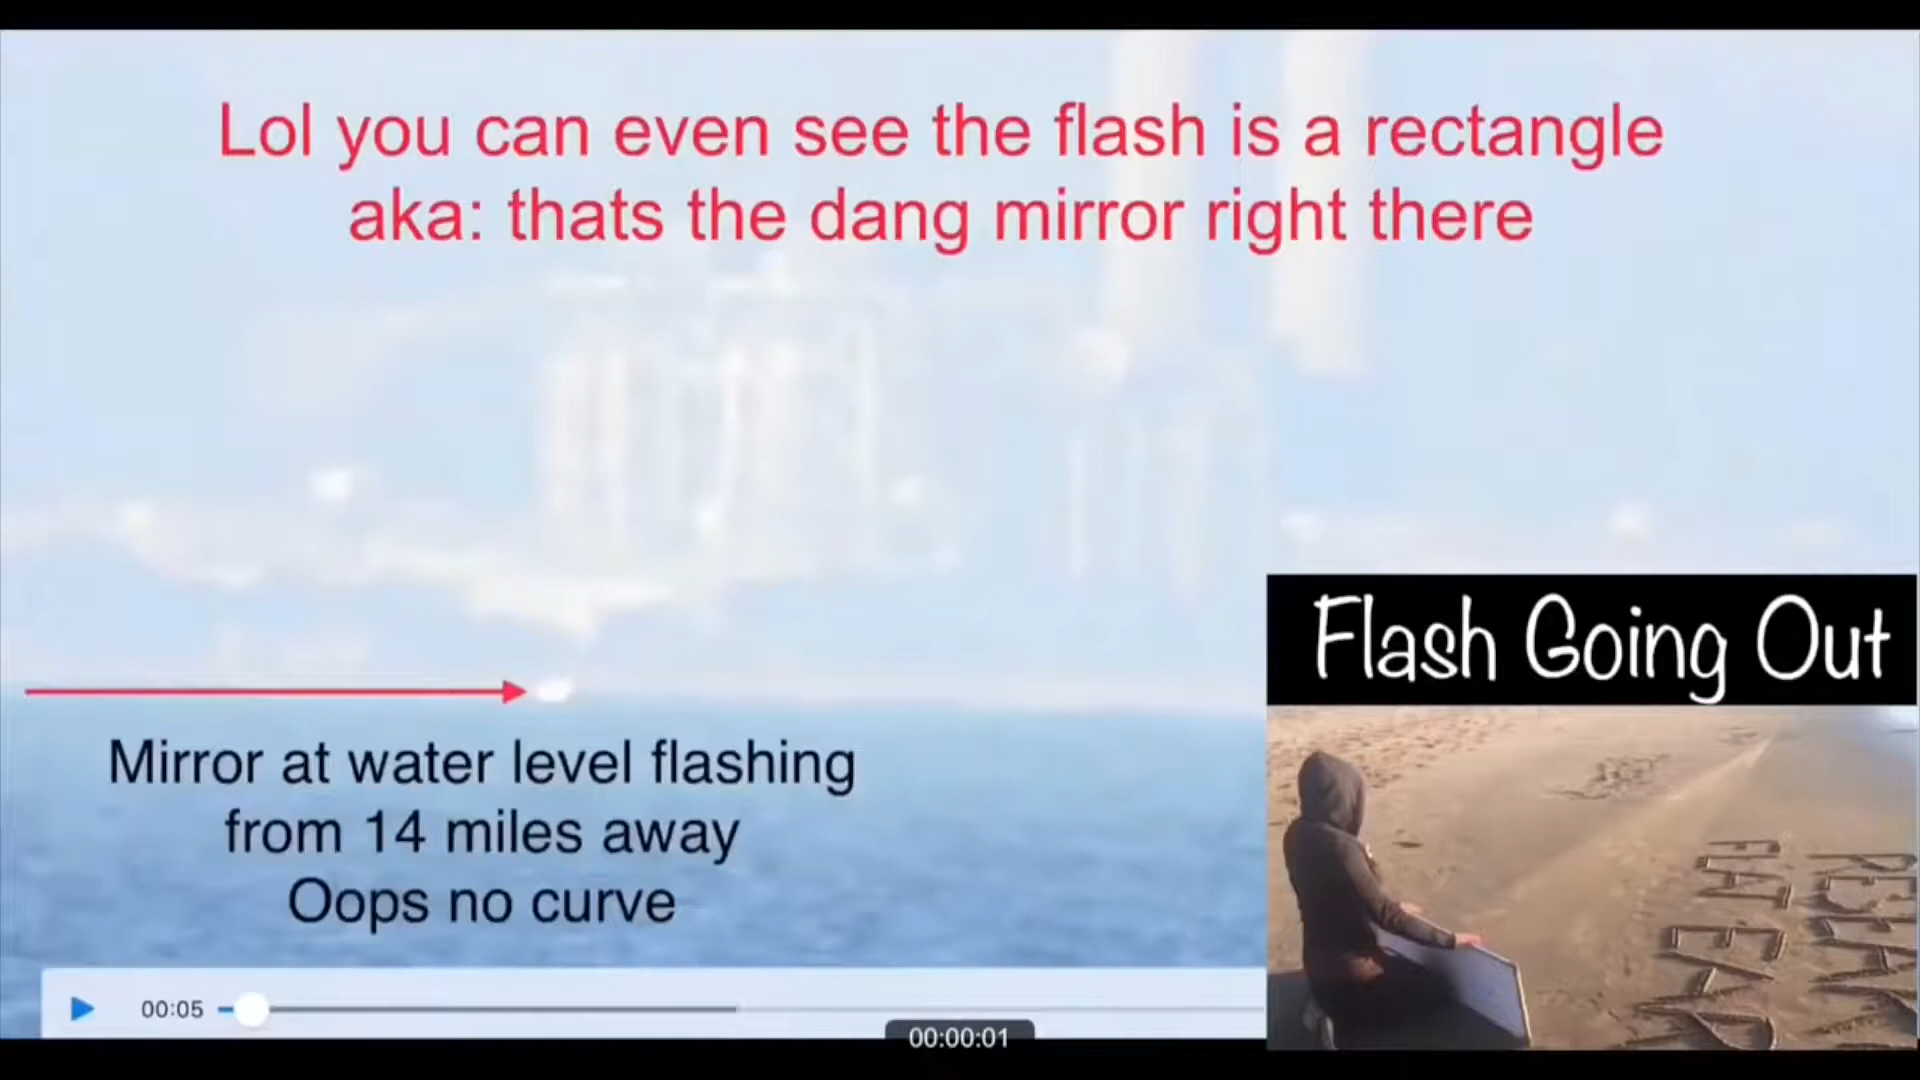 Lol you can even see the flash is a rectangle
aka: thats the dang mirror right there
Flash Going Out
Mirror at water level flashing
from 14 miles away
Oops no curve
00:05
00:00:01